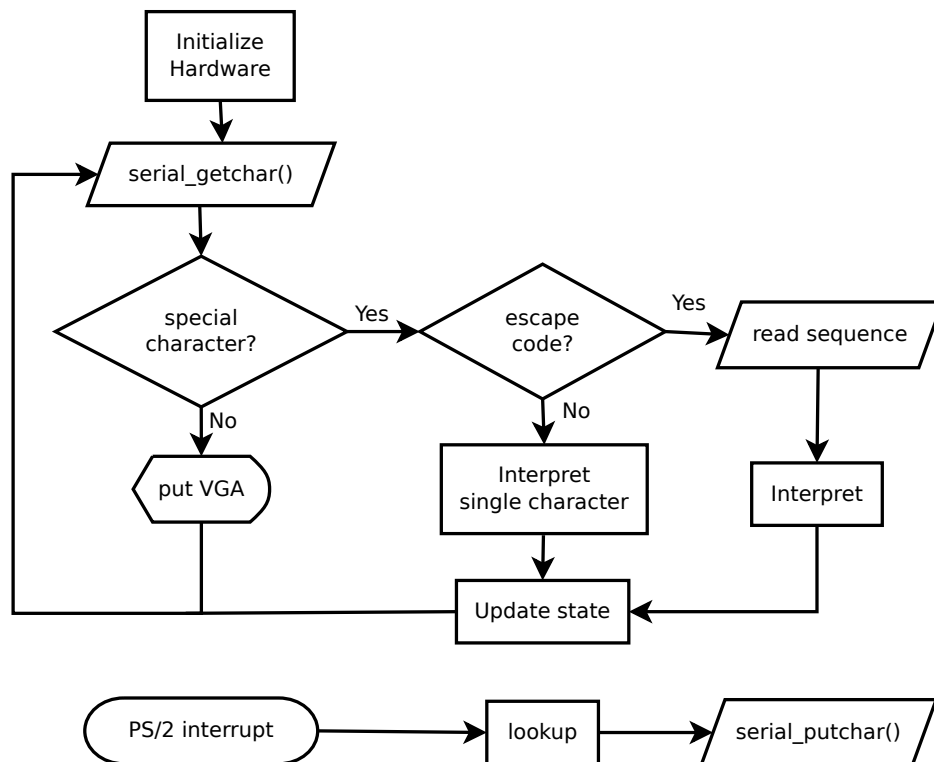 Initialize
Hardware
serial_getchar()
special
character?
Yes
escape
code?
Yes
read sequence
No
No
put VGA
Interpret
single character
Interpret
Update state
PS/2 interrupt
lookup
serial_putchar()